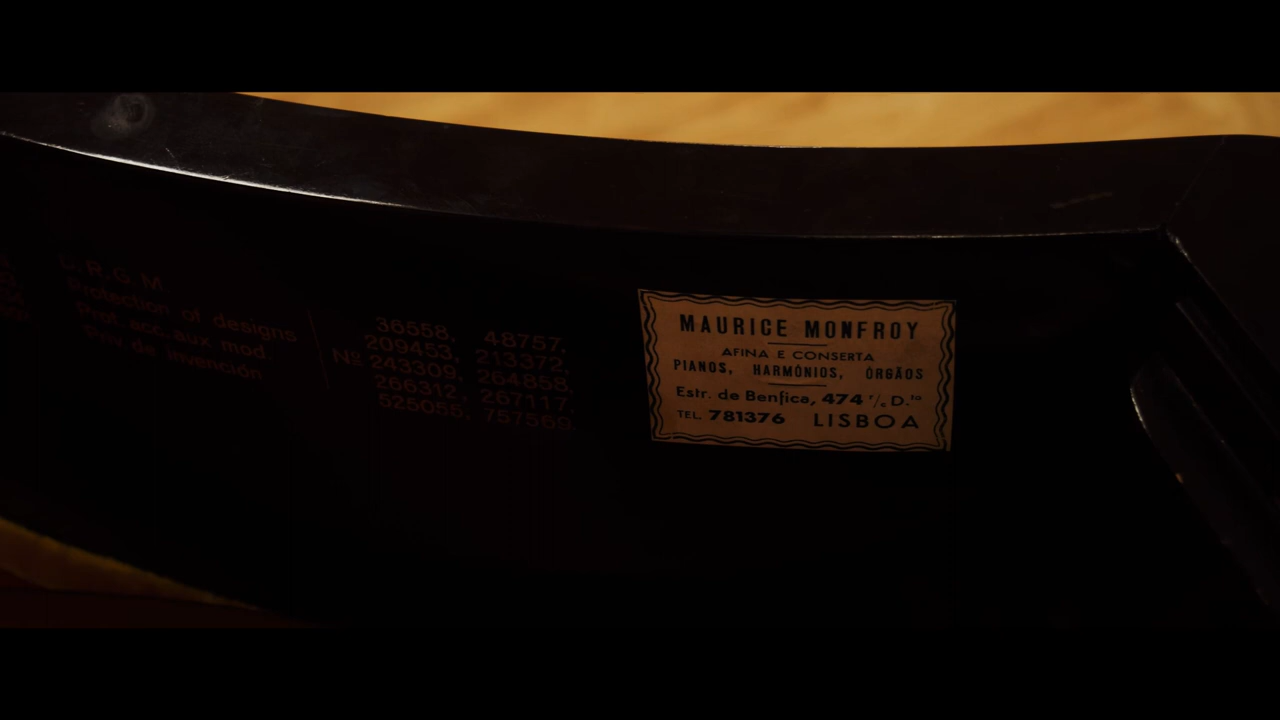 D.R.G.M
Protection of designs
Prot. acc. aux mod.
Priv. de invención
Nº
36558, 48757,
209453, 213372,
243309, 264858,
266312, 267117,
525055, 757569
MAURICE MONFROY
AFINA E CONSERTA
PIANOS, HARMÓNIOS, ÓRGÃOS
Estr. de Benfica, 474 r/c D.to
TEL. 781376 LISBOA